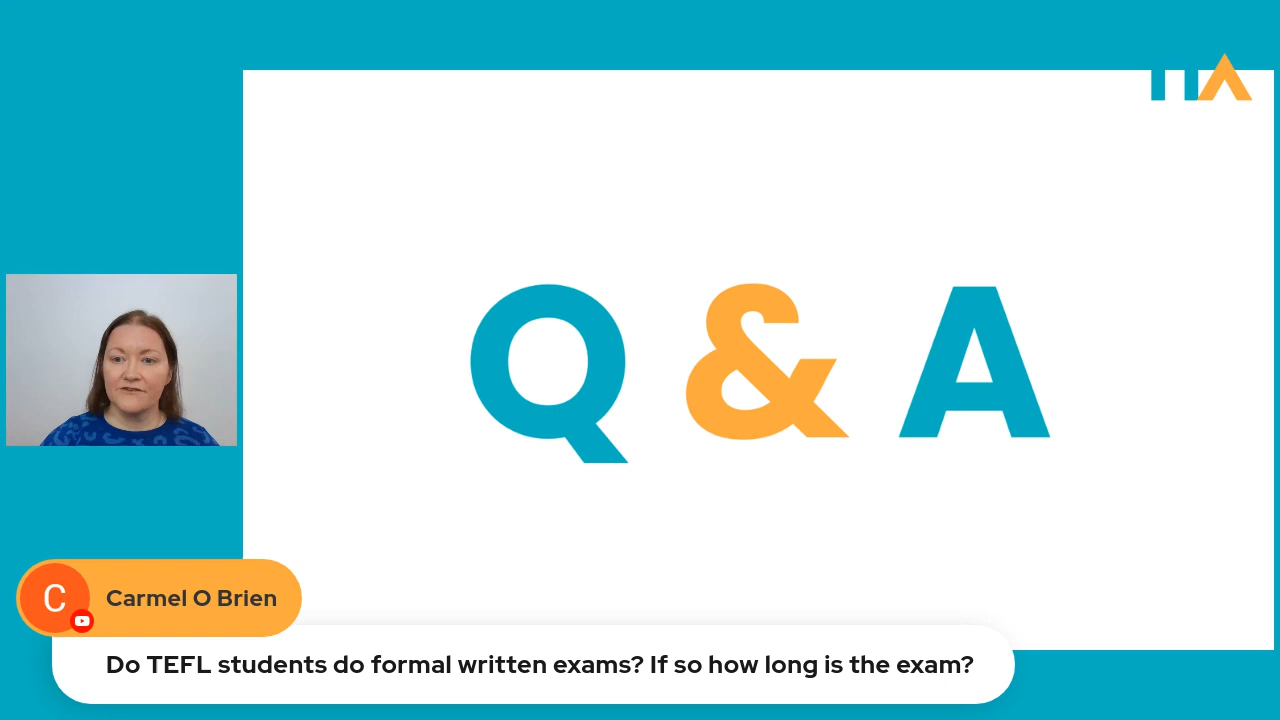 Q & A
C
Carmel O Brien
Do TEFL students do formal written exams? If so how long is the exam?